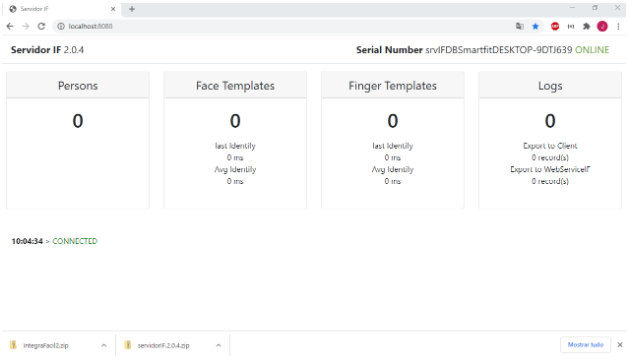 Servidor IF
localhost:8080
Servidor IF 2.0.4
Serial Number srvIFDBSmartfitDESKTOP-9DTJ639 ONLINE
Persons
0
Face Templates
0
last Identify
0 ms
Avg Identify
0 ms
Finger Templates
0
last Identify
0 ms
Avg Identify
0 ms
Logs
0
Export to Client
0 record(s)
Export to WebServiceIF
0 record(s)
10:04:34 > CONNECTED
IntegraFacil2.zip
servidorIF.2.0.4.zip
Mostrar tudo